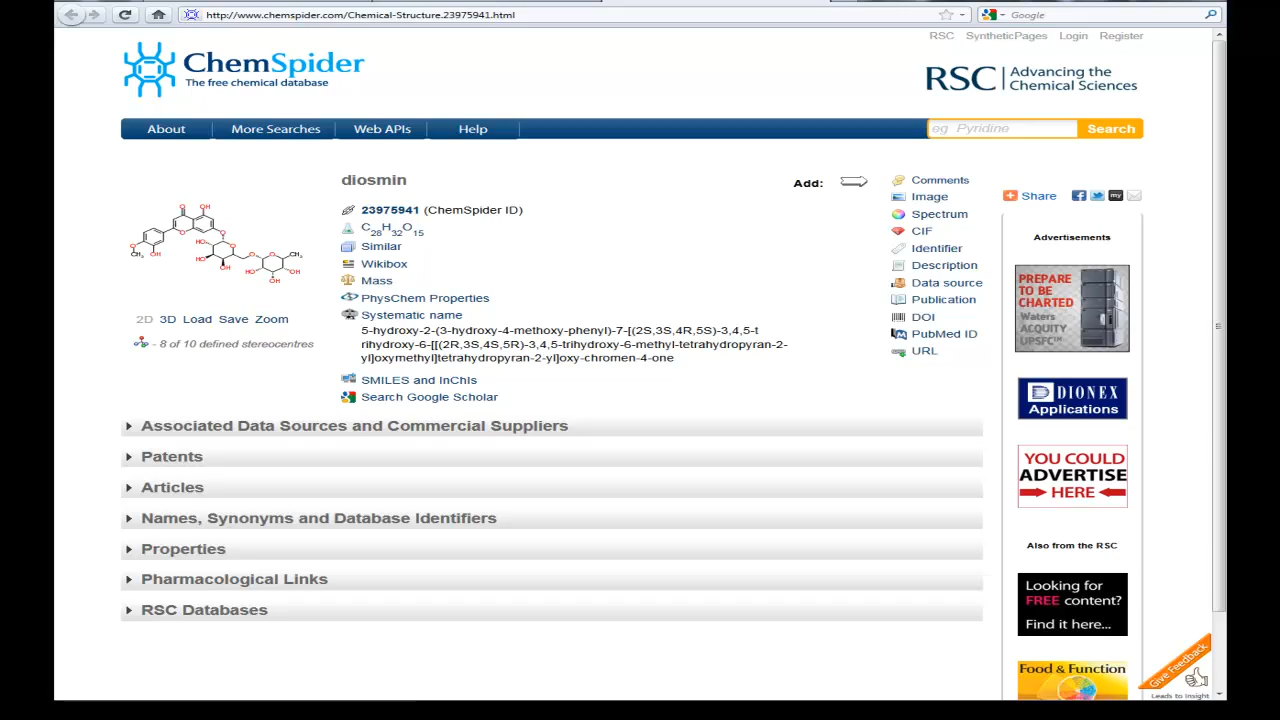 http://www.chemspider.com/Chemical-Structure.23975941.html
Google
RSC SyntheticPages Login Register
ChemSpider
The free chemical database
RSC Advancing the
Chemical Sciences
About More Searches Web APIs Help
eg Pyridine Search
diosmin
Add:
23975941 (ChemSpider ID)
C28H32O15
Similar
Wikibox
Mass
PhysChem Properties
Systematic name
5-hydroxy-2-(3-hydroxy-4-methoxy-phenyl)-7-[(2S,3S,4R,5S)-3,4,5-t
rihydroxy-6-[[(2R,3S,4S,5R)-3,4,5-trihydroxy-6-methyl-tetrahydropyran-2-
yl]oxymethyl]tetrahydropyran-2-yl]oxy-chromen-4-one
SMILES and InChIs
Search Google Scholar
2D 3D Load Save Zoom
- 8 of 10 defined stereocentres
Comments
Image
Spectrum
CIF
Identifier
Description
Data source
Publication
DOI
PubMed ID
URL
Share
my
Advertisements
PREPARE
TO BE
CHARTED
Waters
ACQUITY
UPSFC™
DIONEX
Applications
YOU COULD
ADVERTISE
HERE
Also from the RSC
Looking for
FREE content?
Find it here...
Food & Function
Give Feedback
Leads to Insight
Associated Data Sources and Commercial Suppliers
Patents
Articles
Names, Synonyms and Database Identifiers
Properties
Pharmacological Links
RSC Databases